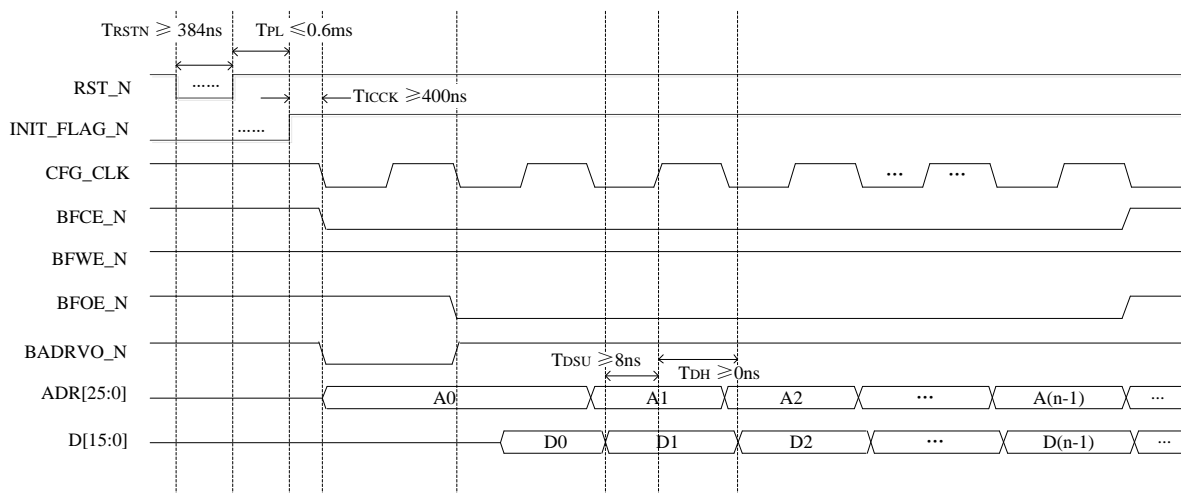 TRSTN ≥ 384ns TPL ≤0.6ms
RST_N ······
TICCK ≥400ns
INIT_FLAG_N ······
CFG_CLK ··· ···
BFCE_N
BFWE_N
BFOE_N
BADRVO_N
TDSU ≥8ns
TDH ≥0ns
ADR[25:0] A0 A1 A2 ··· A(n-1) ···
D[15:0] D0 D1 D2 ··· D(n-1) ···